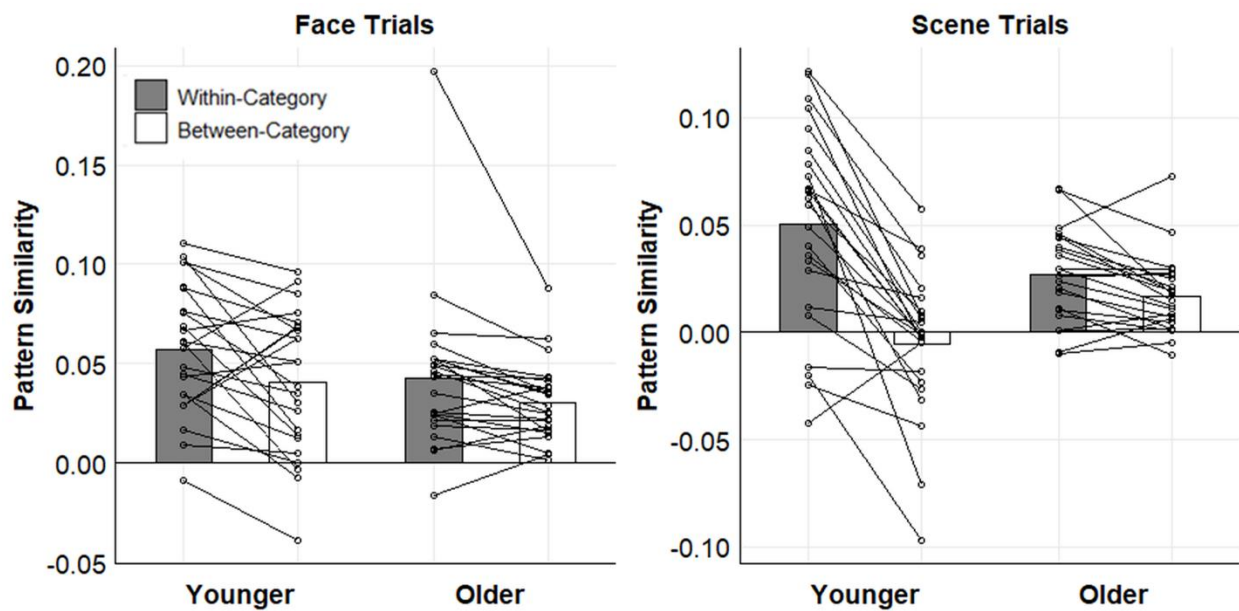 Face Trials
Pattern Similarity
0.20
0.15
0.10
0.05
0.00
-0.05
Within-Category
Between-Category
Younger Older
Scene Trials
Pattern Similarity
0.10
0.05
0.00
-0.05
-0.10
Younger Older